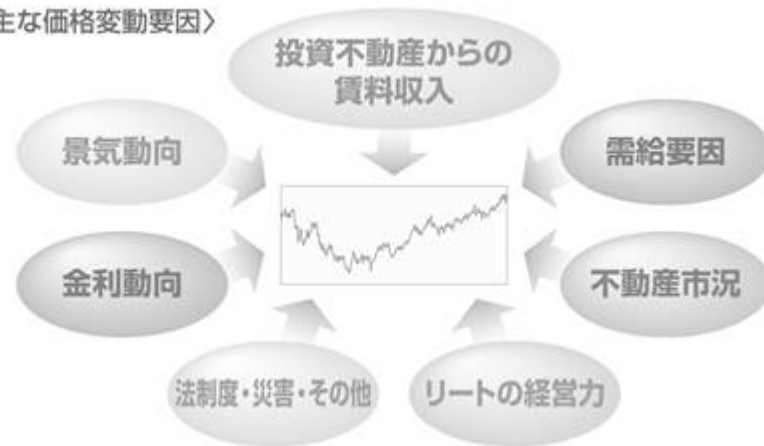 主な価格変動要因〉
投資不動産からの
賃料収入
景気動向
需給要因
金利動向
不動産市況
法制度・災害・その他
リートの経営力